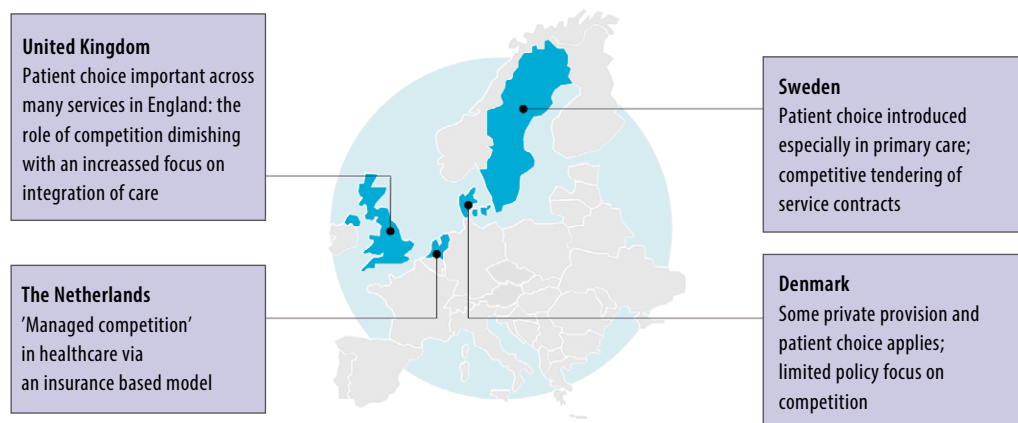 United Kingdom
Patient choice important across
many services in England: the
role of competition dimishing
with an increassed focus on
integration of care
The Netherlands
’Managed competition’
in healthcare via
an insurance based model
Sweden
Patient choice introduced
especially in primary care;
competitive tendering of
service contracts
Denmark
Some private provision and
patient choice applies;
limited policy focus on
competition